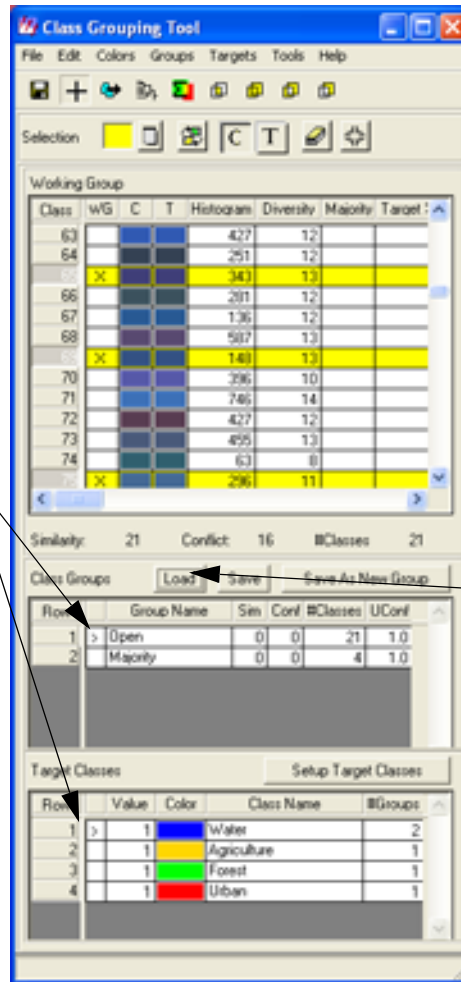 Class Grouping Tool
File Edit Colors Groups Targets Tools Help
Selection C T
Working Group
Class WG C T Histogram Diversity Majority Target
63 427 12
64 251 12
X 343 13
66 281 12
67 136 12
68 587 13
X 148 13
70 396 10
71 746 14
72 427 12
73 455 13
74 63 8
X 296 11
Similarity: 21 Conflict: 16 #Classes 21
Class Groups Load Save Save As New Group
Row Group Name Sim Conf #Classes UConf
1 > Open 0 0 21 1.0
2 Majority 0 0 4 1.0
Target Classes Setup Target Classes
Row Value Color Class Name #Groups
1 > 1 Water 2
2 1 Agriculture 1
3 1 Forest 1
4 1 Urban 1